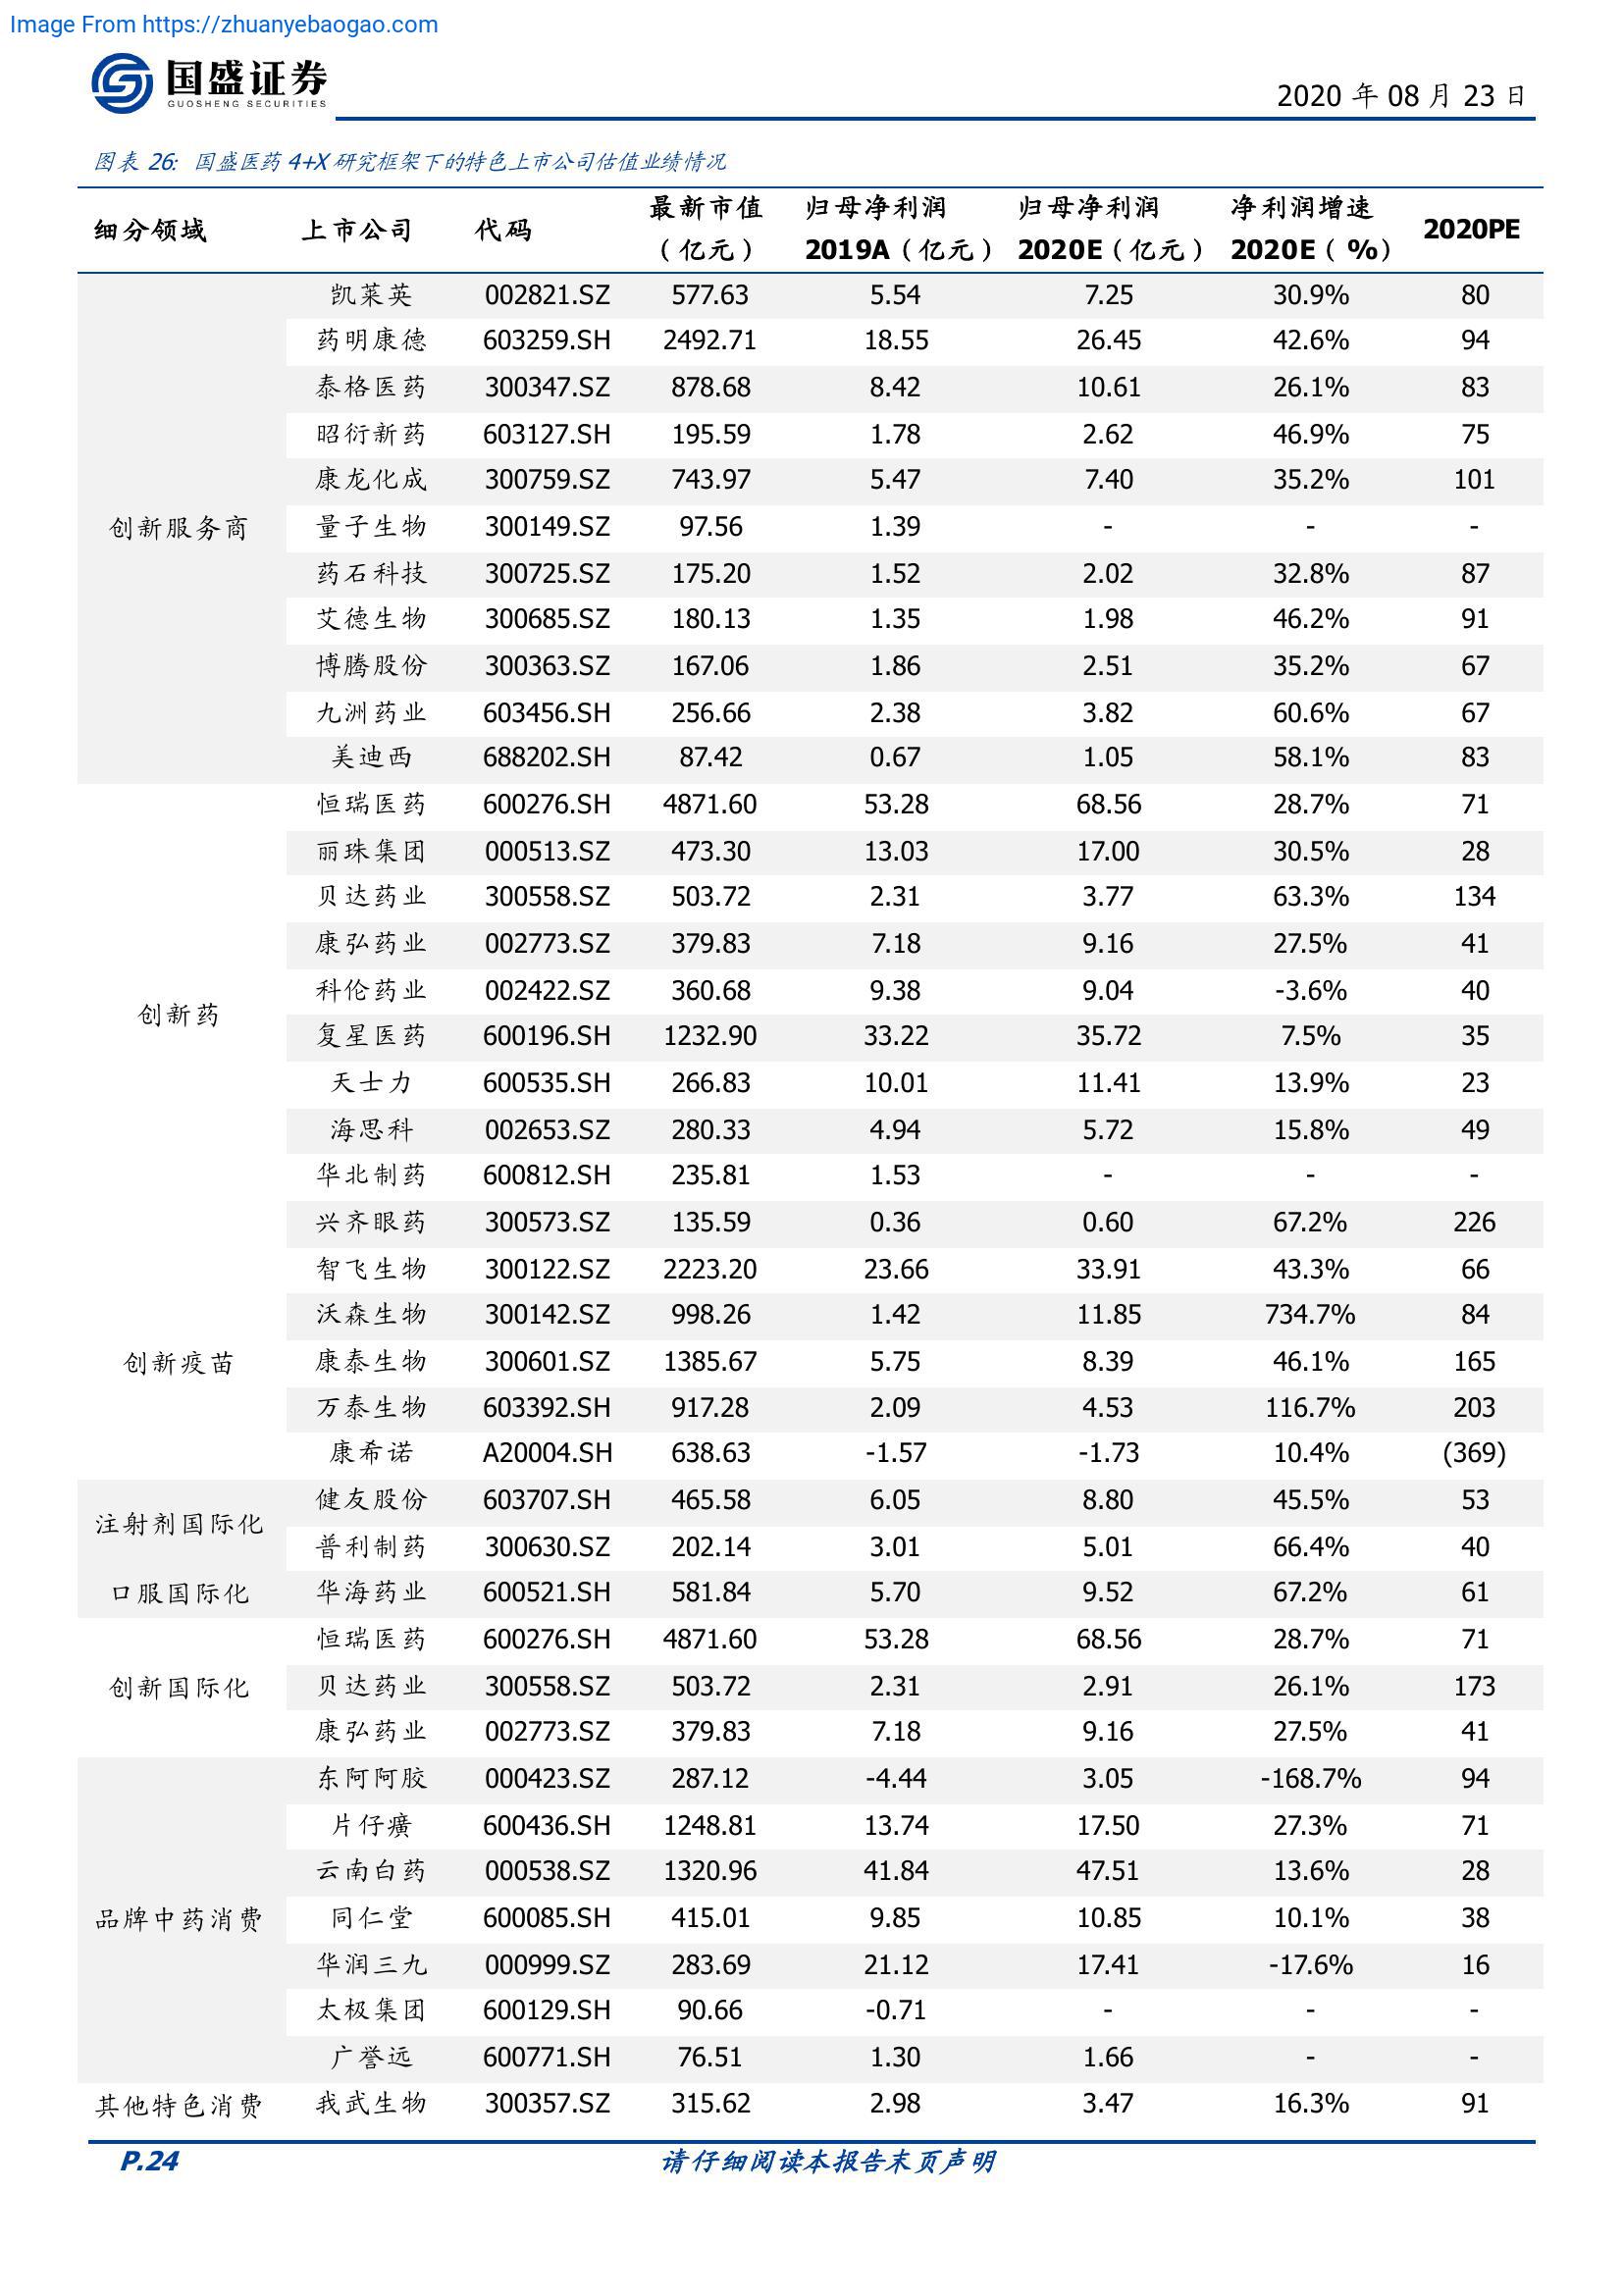 Image From https://zhuanyebaogao.com
国盛证券
GUOSHENG SECURITIES
2020 年 08 月 23 日
图表 26: 国盛医药 4+X 研究框架下的特色上市公司估值业绩情况
细分领域 上市公司 代码 最新市值（亿元） 归母净利润 2019A（亿元） 归母净利润 2020E（亿元） 净利润增速 2020E（ %） 2020PE
创新服务商
凯莱英 002821.SZ 577.63 5.54 7.25 30.9% 80
药明康德 603259.SH 2492.71 18.55 26.45 42.6% 94
泰格医药 300347.SZ 878.68 8.42 10.61 26.1% 83
昭衍新药 603127.SH 195.59 1.78 2.62 46.9% 75
康龙化成 300759.SZ 743.97 5.47 7.40 35.2% 101
量子生物 300149.SZ 97.56 1.39 - - -
药石科技 300725.SZ 175.20 1.52 2.02 32.8% 87
艾德生物 300685.SZ 180.13 1.35 1.98 46.2% 91
博腾股份 300363.SZ 167.06 1.86 2.51 35.2% 67
九洲药业 603456.SH 256.66 2.38 3.82 60.6% 67
美迪西 688202.SH 87.42 0.67 1.05 58.1% 83
创新药
恒瑞医药 600276.SH 4871.60 53.28 68.56 28.7% 71
丽珠集团 000513.SZ 473.30 13.03 17.00 30.5% 28
贝达药业 300558.SZ 503.72 2.31 3.77 63.3% 134
康弘药业 002773.SZ 379.83 7.18 9.16 27.5% 41
科伦药业 002422.SZ 360.68 9.38 9.04 -3.6% 40
复星医药 600196.SH 1232.90 33.22 35.72 7.5% 35
天士力 600535.SH 266.83 10.01 11.41 13.9% 23
海思科 002653.SZ 280.33 4.94 5.72 15.8% 49
华北制药 600812.SH 235.81 1.53 - - -
兴齐眼药 300573.SZ 135.59 0.36 0.60 67.2% 226
创新疫苗
智飞生物 300122.SZ 2223.20 23.66 33.91 43.3% 66
沃森生物 300142.SZ 998.26 1.42 11.85 734.7% 84
康泰生物 300601.SZ 1385.67 5.75 8.39 46.1% 165
万泰生物 603392.SH 917.28 2.09 4.53 116.7% 203
康希诺 A20004.SH 638.63 -1.57 -1.73 10.4% (369)
注射剂国际化
健友股份 603707.SH 465.58 6.05 8.80 45.5% 53
普利制药 300630.SZ 202.14 3.01 5.01 66.4% 40
口服国际化 华海药业 600521.SH 581.84 5.70 9.52 67.2% 61
创新国际化
恒瑞医药 600276.SH 4871.60 53.28 68.56 28.7% 71
贝达药业 300558.SZ 503.72 2.31 2.91 26.1% 173
康弘药业 002773.SZ 379.83 7.18 9.16 27.5% 41
品牌中药消费
东阿阿胶 000423.SZ 287.12 -4.44 3.05 -168.7% 94
片仔癀 600436.SH 1248.81 13.74 17.50 27.3% 71
云南白药 000538.SZ 1320.96 41.84 47.51 13.6% 28
同仁堂 600085.SH 415.01 9.85 10.85 10.1% 38
华润三九 000999.SZ 283.69 21.12 17.41 -17.6% 16
太极集团 600129.SH 90.66 -0.71 - - -
广誉远 600771.SH 76.51 1.30 1.66 - -
其他特色消费 我武生物 300357.SZ 315.62 2.98 3.47 16.3% 91
P.24 请仔细阅读本报告末页声明